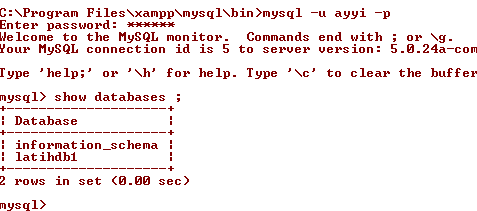 C:\Program Files\xampp\mysql\bin>mysql -u ayyi -p
Enter password: ******
Welcome to the MySQL monitor.  Commands end with ; or \g.
Your MySQL connection id is 5 to server version: 5.0.24a-com
Type 'help;' or '\h' for help. Type '\c' to clear the buffer
mysql> show databases ;
+--------------------+
| Database           |
+--------------------+
| information_schema |
| latihdb1           |
+--------------------+
2 rows in set (0.00 sec)
mysql>